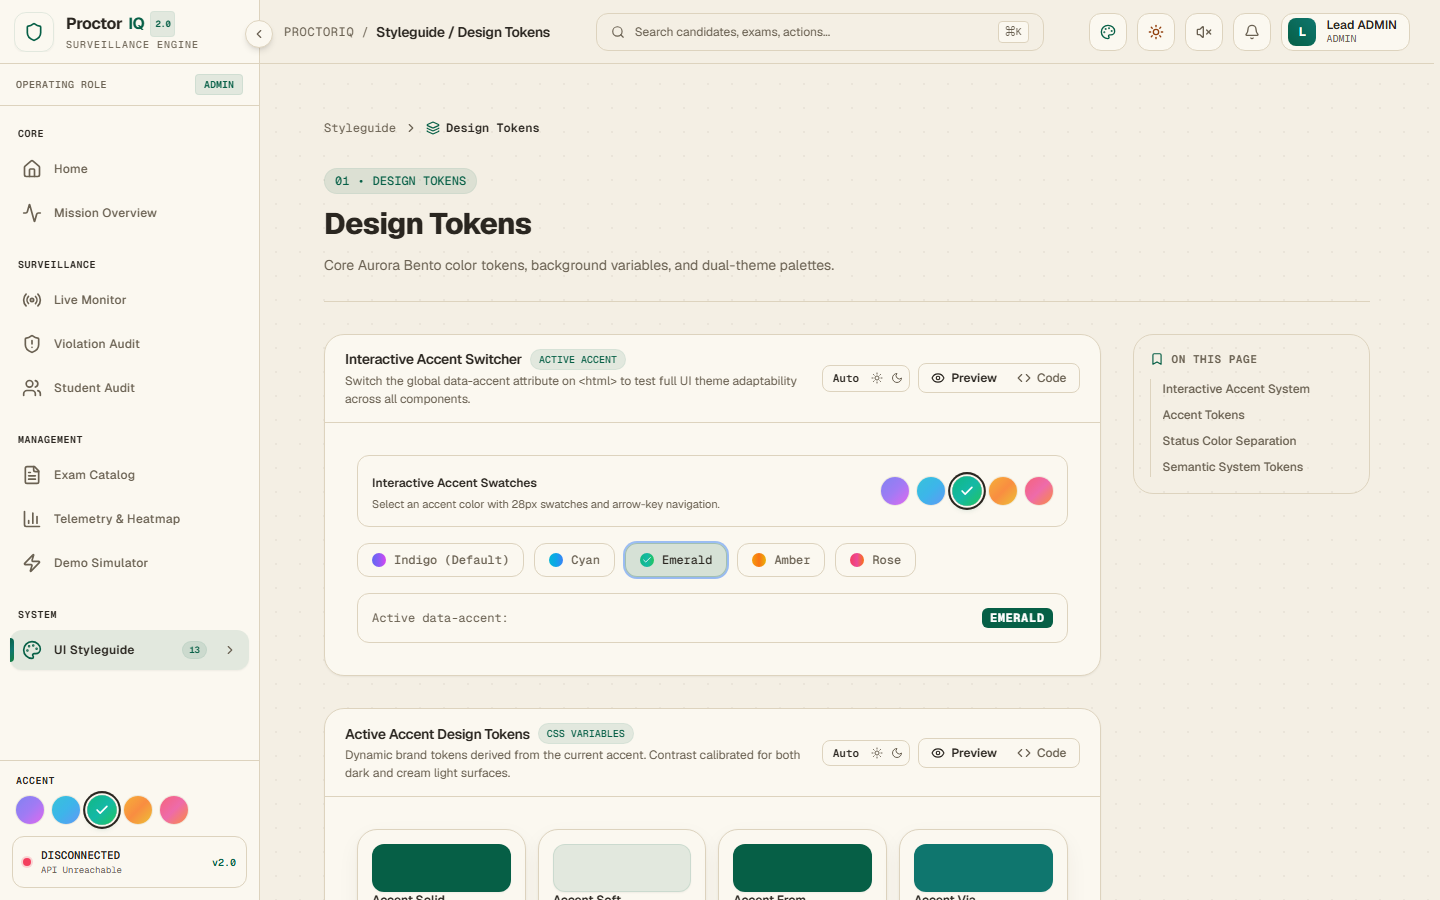 Proctor IQ 2.0
SURVEILLANCE ENGINE
OPERATING ROLE ADMIN
CORE
Home
Mission Overview
SURVEILLANCE
Live Monitor
Violation Audit
Student Audit
MANAGEMENT
Exam Catalog
Telemetry & Heatmap
Demo Simulator
SYSTEM
UI Styleguide 13
ACCENT
DISCONNECTED
API Unreachable
v2.0
PROCTORIQ / Styleguide / Design Tokens
Search candidates, exams, actions... ⌘K
L
Lead ADMIN
ADMIN
Styleguide > Design Tokens
01 • DESIGN TOKENS
Design Tokens
Core Aurora Bento color tokens, background variables, and dual-theme palettes.
Interactive Accent Switcher ACTIVE ACCENT
Switch the global data-accent attribute on <html> to test full UI theme adaptability
across all components.
Auto Preview Code
Interactive Accent Swatches
Select an accent color with 28px swatches and arrow-key navigation.
Indigo (Default) Cyan Emerald Amber Rose
Active data-accent: EMERALD
Active Accent Design Tokens CSS VARIABLES
Dynamic brand tokens derived from the current accent. Contrast calibrated for both
dark and cream light surfaces.
Auto Preview Code
Accent Solid Accent Soft Accent From Accent Via
ON THIS PAGE
Interactive Accent System
Accent Tokens
Status Color Separation
Semantic System Tokens